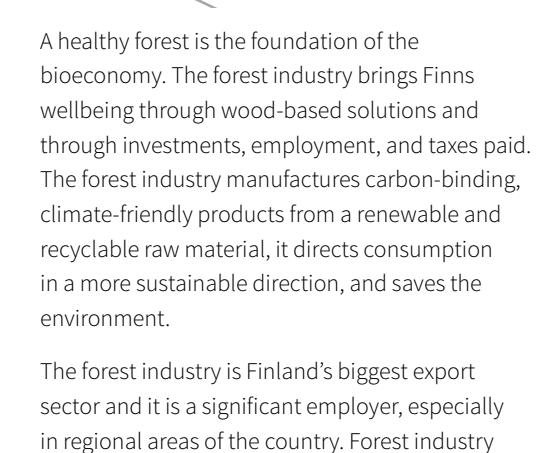 A healthy forest is the foundation of the
bioeconomy. The forest industry brings Finns
wellbeing through wood-based solutions and
through investments, employment, and taxes paid.
The forest industry manufactures carbon-binding,
climate-friendly products from a renewable and
recyclable raw material, it directs consumption
in a more sustainable direction, and saves the
environment.
The forest industry is Finland’s biggest export
sector and it is a significant employer, especially
in regional areas of the country. Forest industry